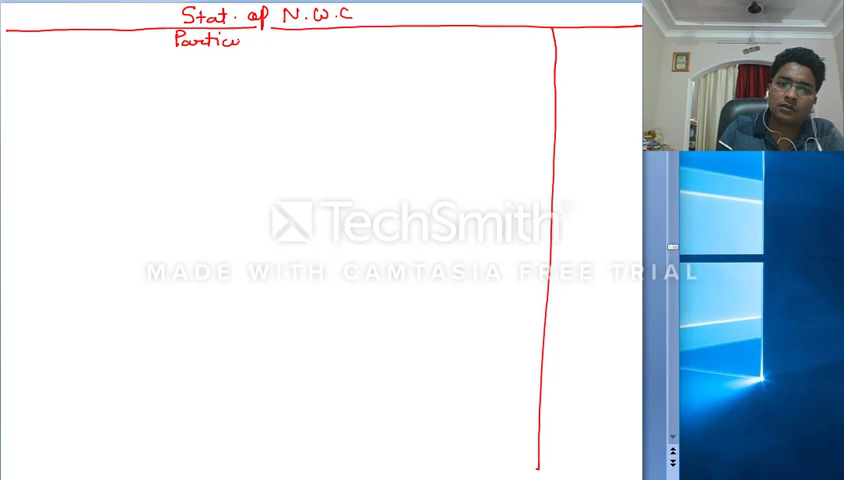 Stat. of N.W.C
Particu
TechSmith
MADE WITH CAMTASIA FREE TRIAL